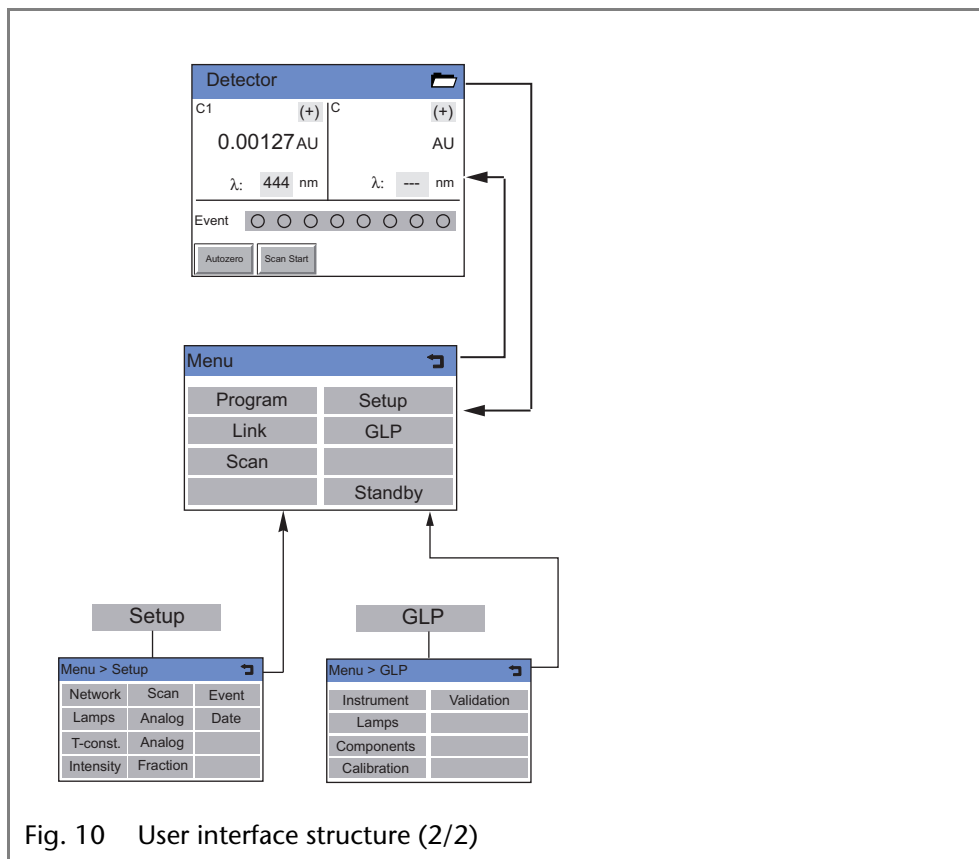 Detector
C1 (+) C (+)
0.00127 AU AU
λ: 444 nm λ: --- nm
Event
Autozero Scan Start
Menu
Program Setup
Link GLP
Scan
Standby
Setup GLP
Menu > Setup
Network Scan Event
Lamps Analog Date
T-const. Analog
Intensity Fraction
Menu > GLP
Instrument Validation
Lamps
Components
Calibration
Fig. 10 User interface structure (2/2)